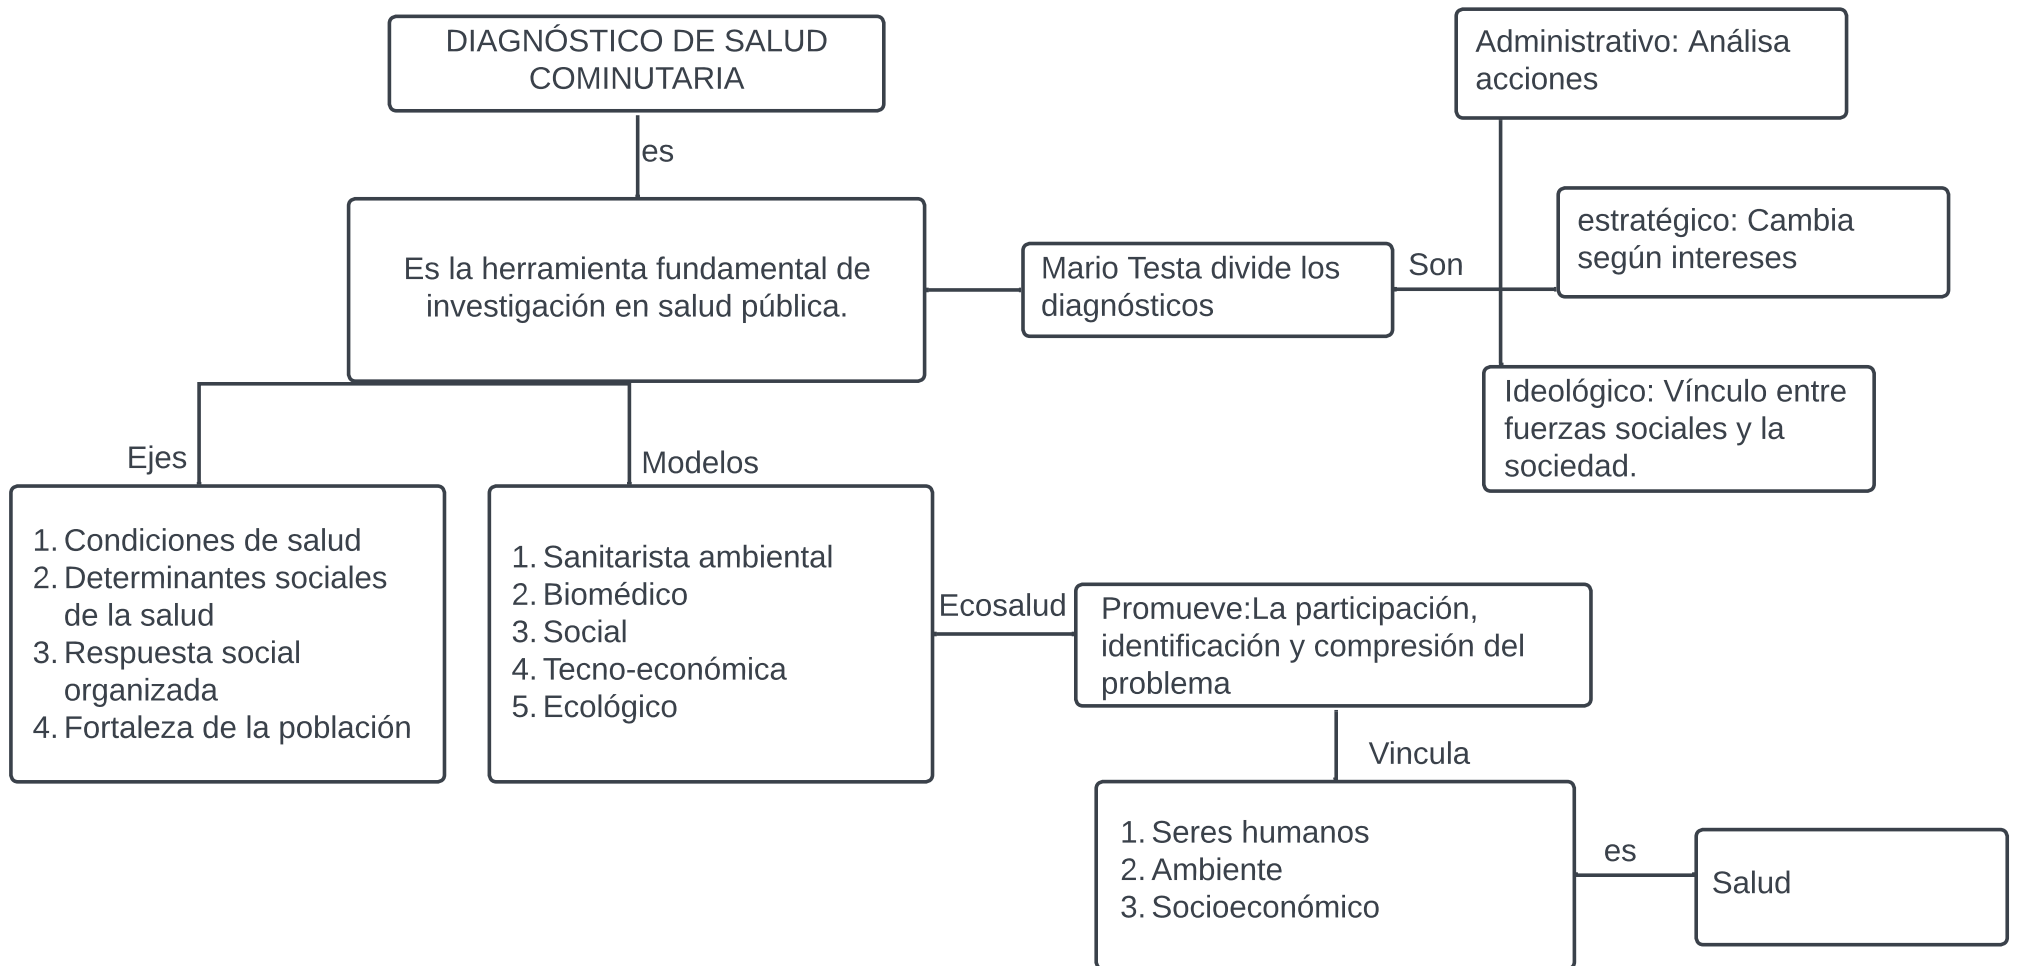 DIAGNÓSTICO DE SALUD
COMINUTARIA
es
Es la herramienta fundamental de
investigación en salud pública.
Mario Testa divide los
diagnósticos
Son
Administrativo: Análisa
acciones
estratégico: Cambia
según intereses
Ideológico: Vínculo entre
fuerzas sociales y la
sociedad.
Ejes
1. Condiciones de salud
2. Determinantes sociales
de la salud
3. Respuesta social
organizada
4. Fortaleza de la población
Modelos
1. Sanitarista ambiental
2. Biomédico
3. Social
4. Tecno-económica
5. Ecológico
Ecosalud
Promueve:La participación,
identificación y compresión del
problema
Vincula
1. Seres humanos
2. Ambiente
3. Socioeconómico
es
Salud